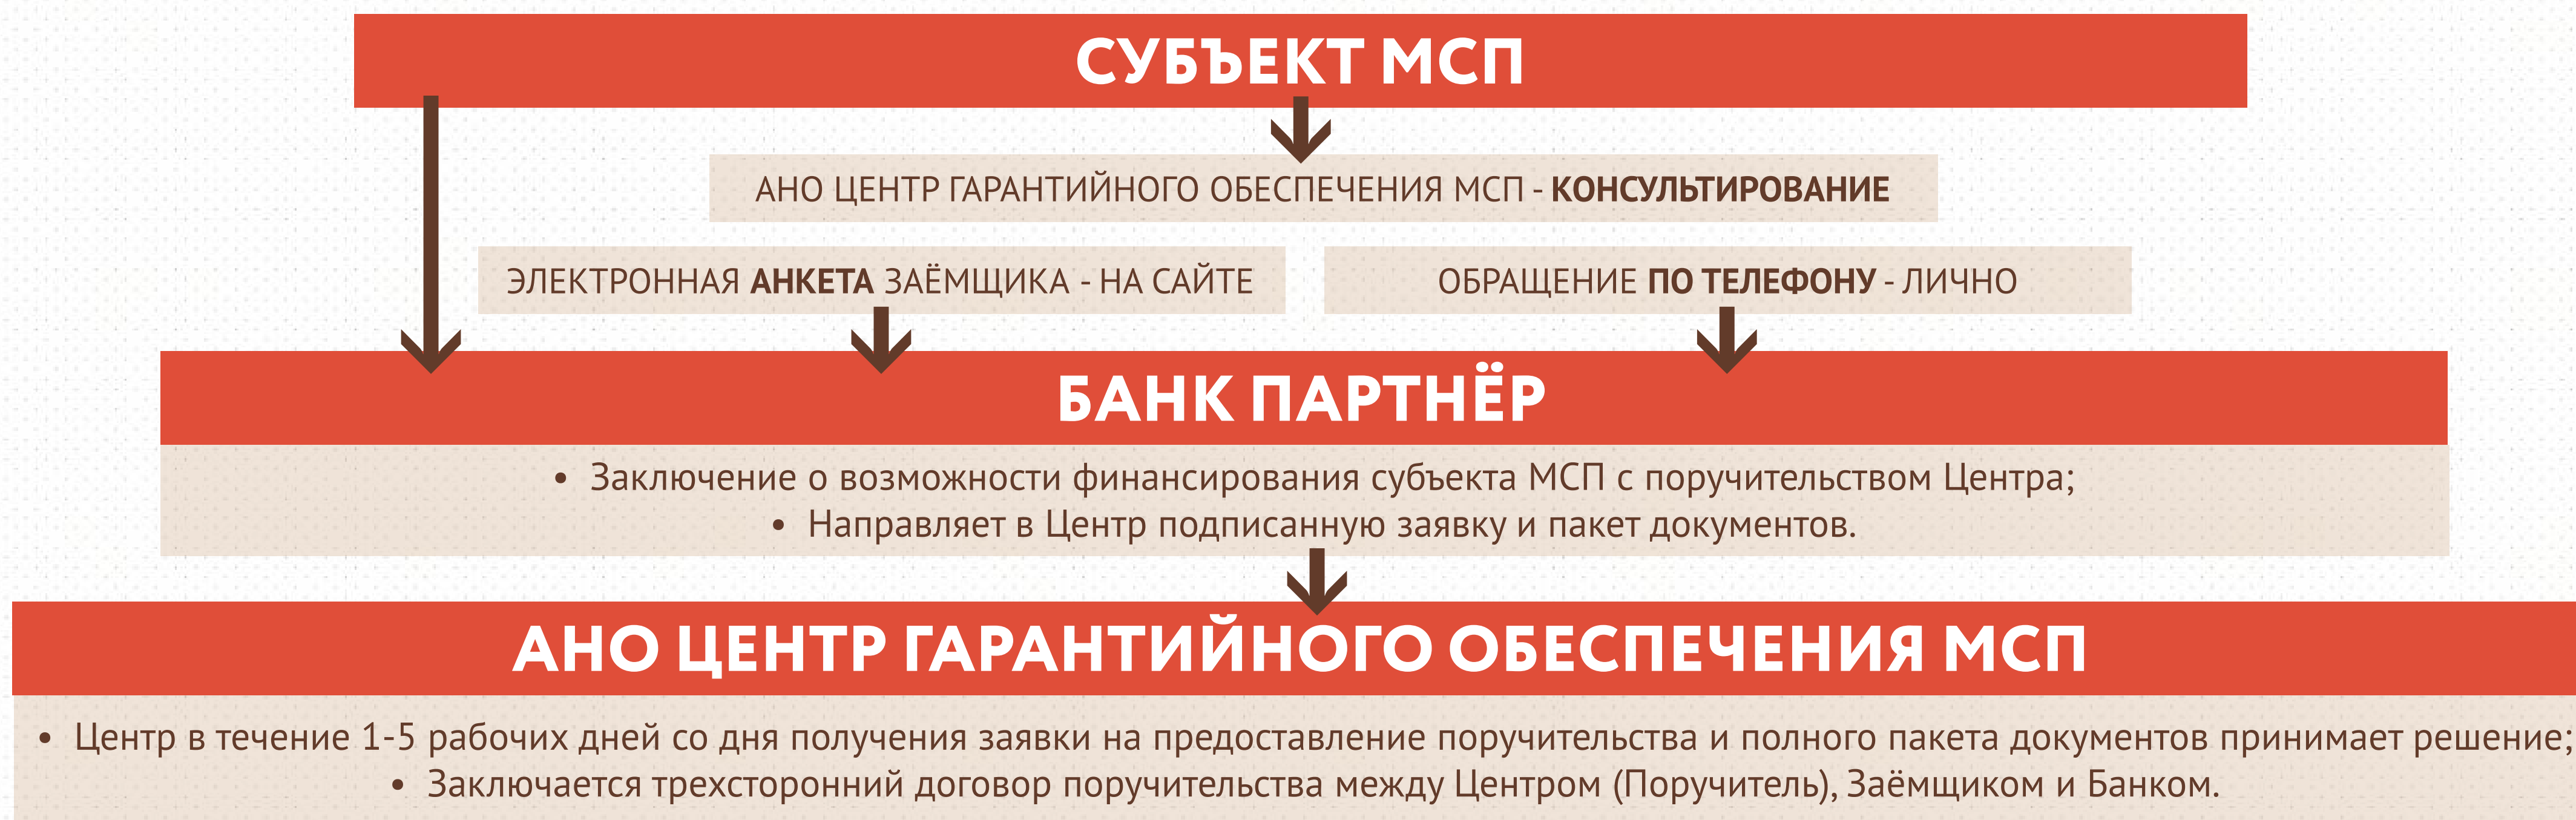 СУБЪЕКТ МСП
АНО ЦЕНТР ГАРАНТИЙНОГО ОБЕСПЕЧЕНИЯ МСП - КОНСУЛЬТИРОВАНИЕ
ЭЛЕКТРОННАЯ АНКЕТА ЗАЁМЩИКА - НА САЙТЕ
ОБРАЩЕНИЕ ПО ТЕЛЕФОНУ - ЛИЧНО
БАНК ПАРТНЁР
• Заключение о возможности финансирования субъекта МСП с поручительством Центра;
• Направляет в Центр подписанную заявку и пакет документов.
АНО ЦЕНТР ГАРАНТИЙНОГО ОБЕСПЕЧЕНИЯ МСП
• Центр в течение 1-5 рабочих дней со дня получения заявки на предоставление поручительства и полного пакета документов принимает решение;
• Заключается трехсторонний договор поручительства между Центром (Поручитель), Заёмщиком и Банком.